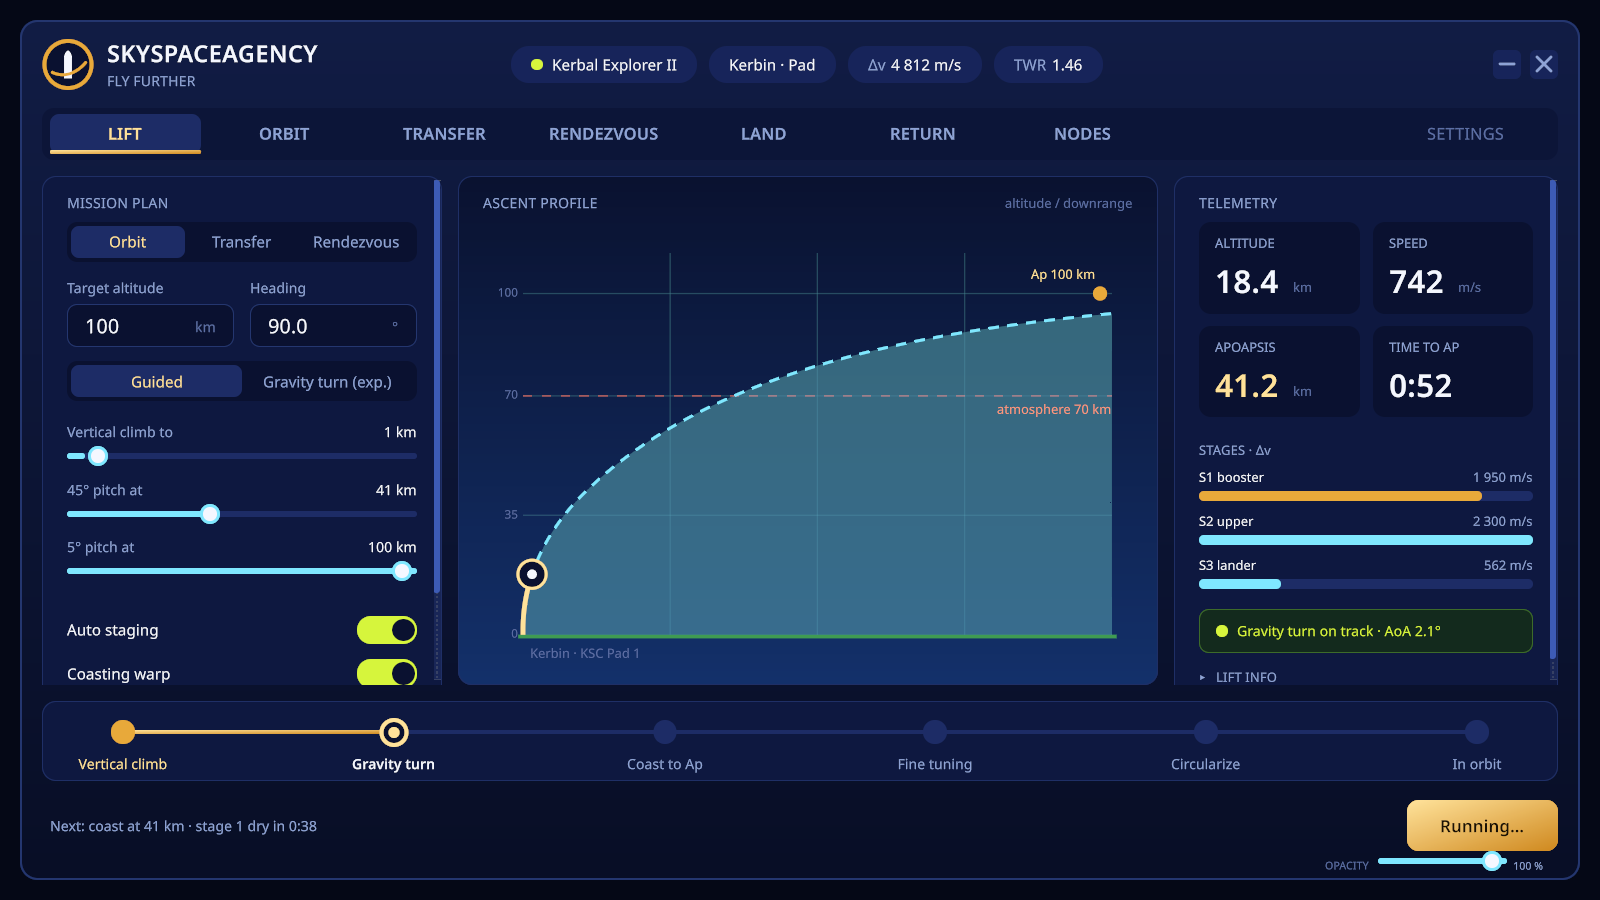 SKYSPACEAGENCY
FLY FURTHER
Kerbal Explorer II
Kerbin · Pad
Δv 4 812 m/s
TWR 1.46
LIFT
ORBIT
TRANSFER
RENDEZVOUS
LAND
RETURN
NODES
SETTINGS
MISSION PLAN
Orbit
Transfer
Rendezvous
Target altitude
Heading
100 km
90.0 °
Guided
Gravity turn (exp.)
Vertical climb to 1 km
45° pitch at 41 km
5° pitch at 100 km
Auto staging
Coasting warp
ASCENT PROFILE
altitude / downrange
Ap 100 km
100
70
atmosphere 70 km
35
0
Kerbin · KSC Pad 1
TELEMETRY
ALTITUDE
18.4 km
SPEED
742 m/s
APOAPSIS
41.2 km
TIME TO AP
0:52
STAGES · Δv
S1 booster 1 950 m/s
S2 upper 2 300 m/s
S3 lander 562 m/s
Gravity turn on track · AoA 2.1°
LIFT INFO
Vertical climb
Gravity turn
Coast to Ap
Fine tuning
Circularize
In orbit
Next: coast at 41 km · stage 1 dry in 0:38
Running...
OPACITY 100 %